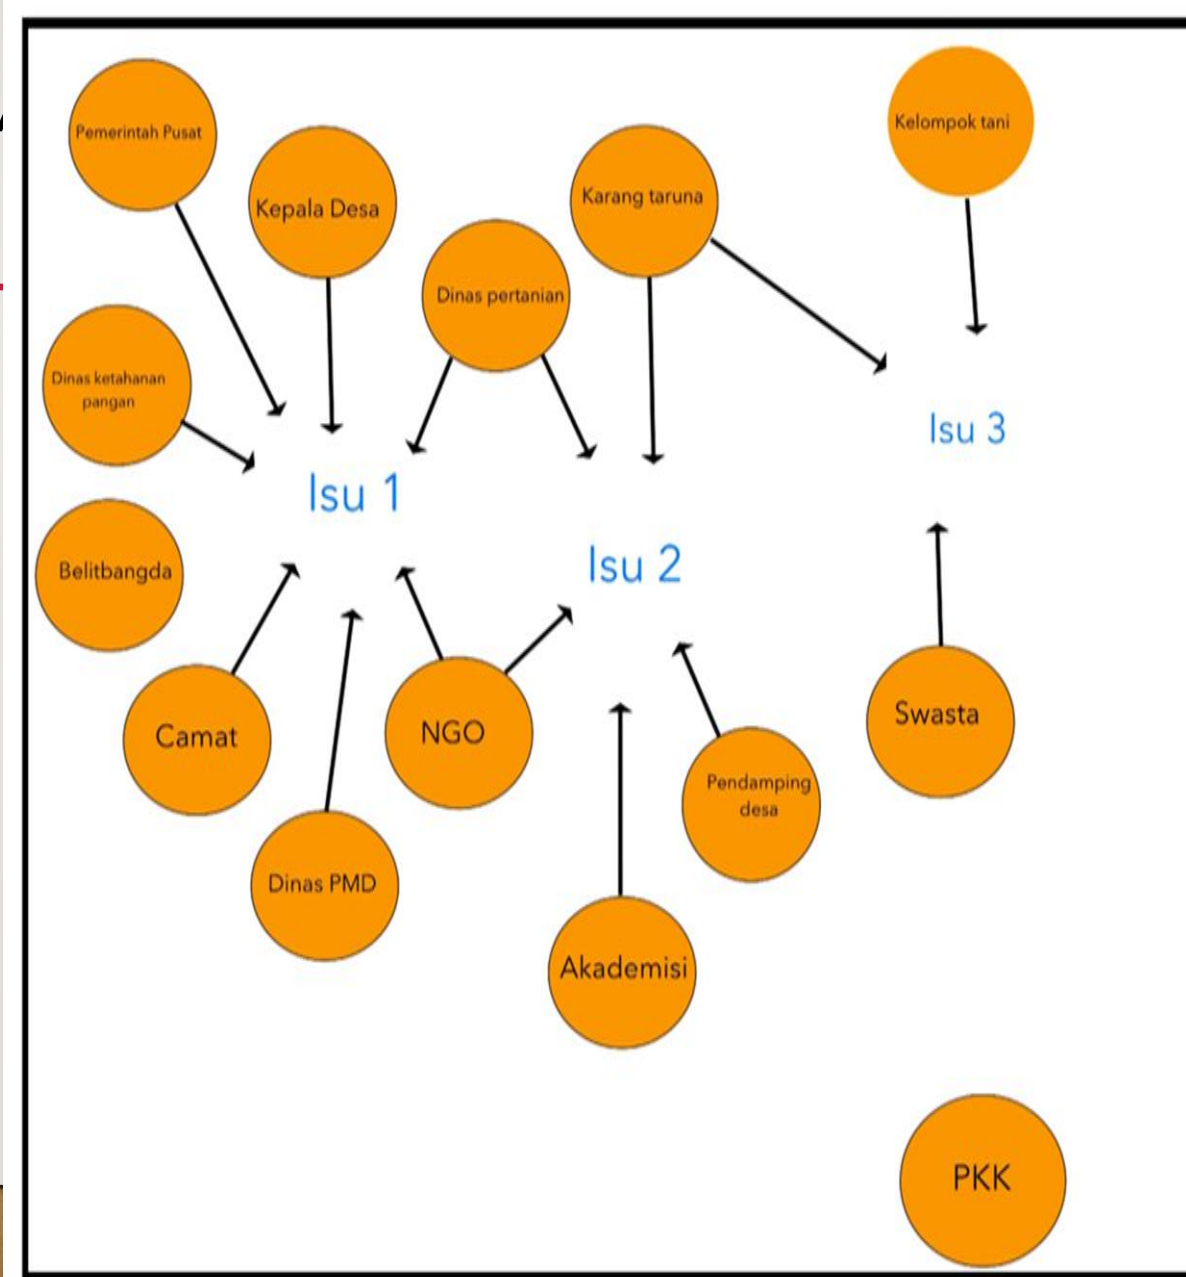 Pemerintah Pusat
Kepala Desa
Karang taruna
Kelompok tani
Dinas pertanian
Dinas ketahanan
pangan
Isu 1
Isu 2
Isu 3
Belitbangda
Camat
NGO
Pendamping
desa
Swasta
Dinas PMD
Akademisi
PKK